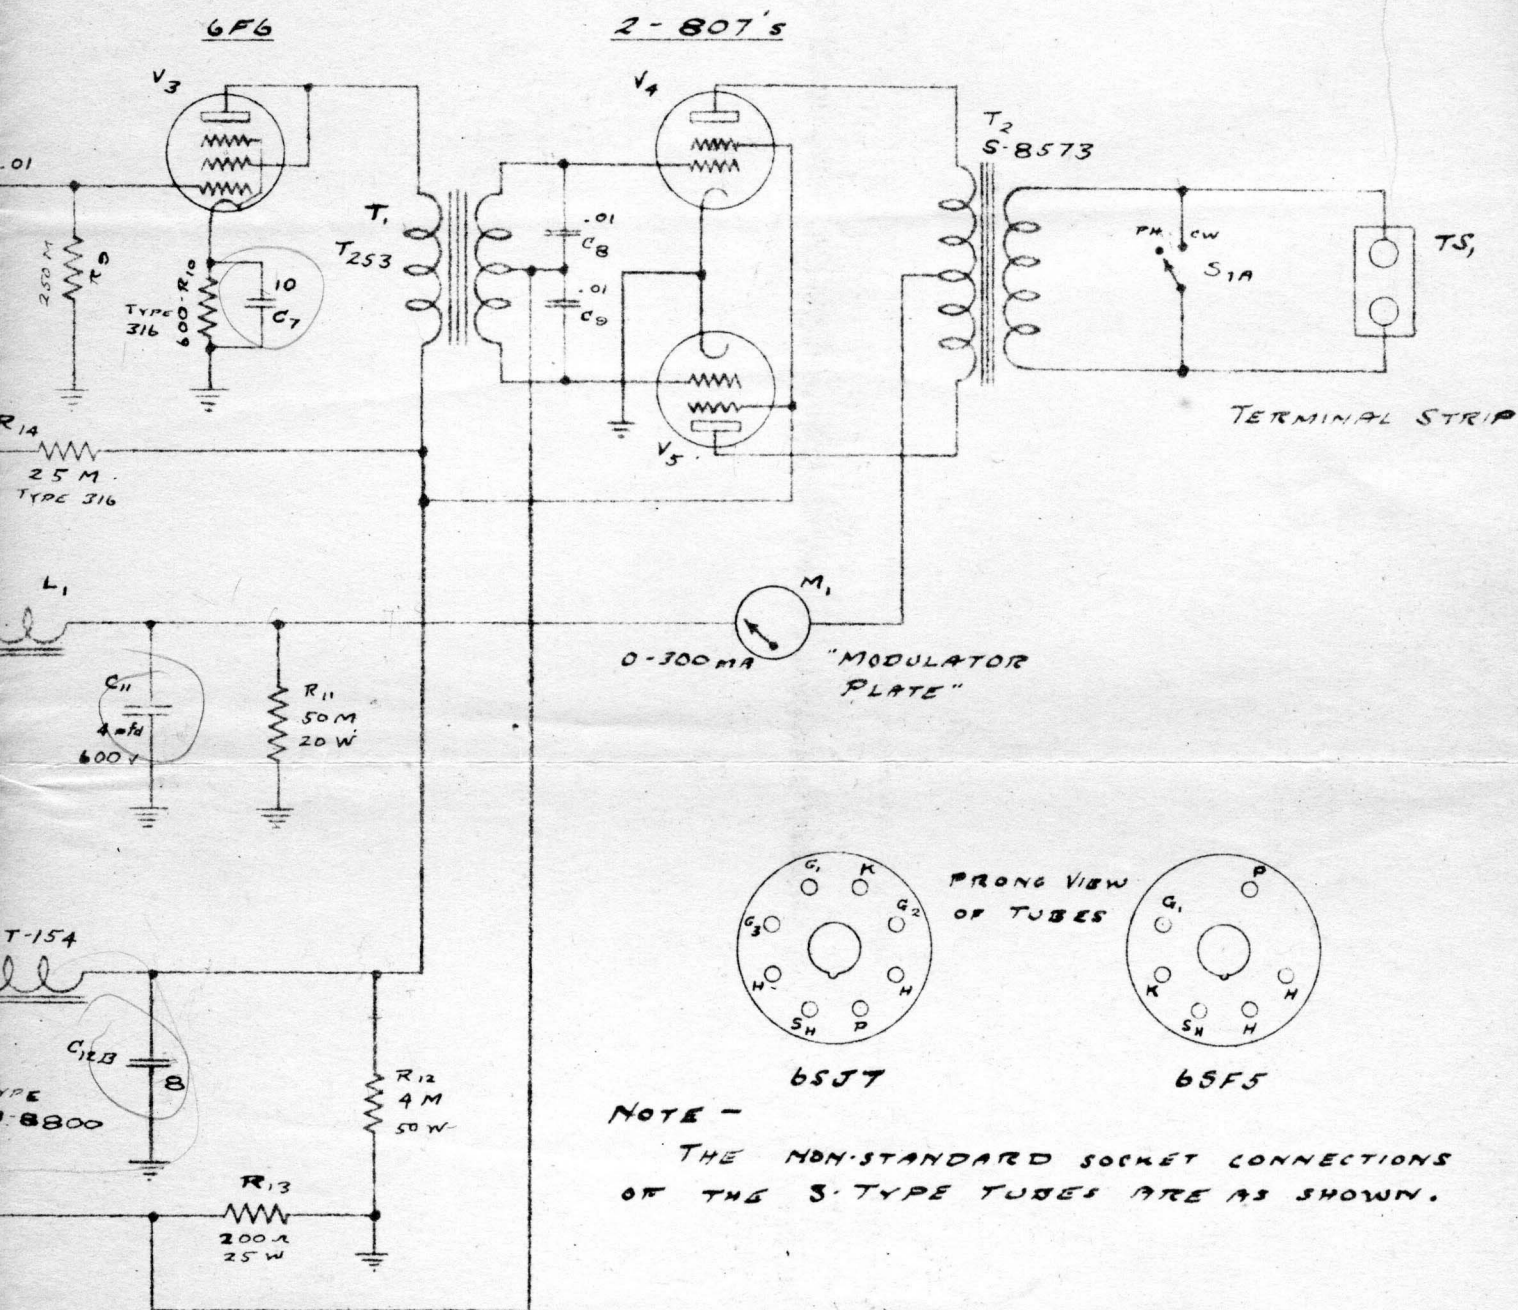 6F6
2-807's
V3
V4
T2
S-8573
.01
T1
T253
.01
C8
PH.
CW
S1A
TS1
250M
R9
TYPE
316
600-R10
10
C7
.01
C9
TERMINAL STRIP
R14
25 M
TYPE 316
V5
L1
M1
0-300MA
"MODULATOR
PLATE"
C11
4 mfd
600 V
R11
50M
20 W
G1
K
G3
G2
H
H
SH
P
6SJ7
PRONG VIEW
OF TUBES
P
G1
K
H
SH
H
6SF5
T-154
C12B
8
8800
R12
4 M
50 W
NOTE -
THE NON-STANDARD SOCKET CONNECTIONS
OF THE S-TYPE TUBES ARE AS SHOWN.
R13
200Ω
25 W